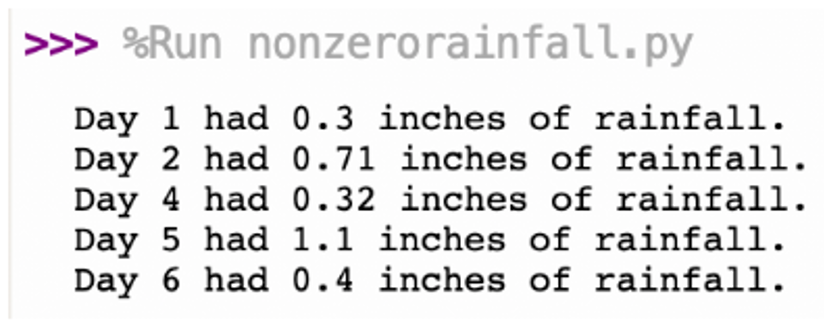 >>> %Run nonzerorainfall.py
Day 1 had 0.3 inches of rainfall.
Day 2 had 0.71 inches of rainfall.
Day 4 had 0.32 inches of rainfall.
Day 5 had 1.1 inches of rainfall.
Day 6 had 0.4 inches of rainfall.